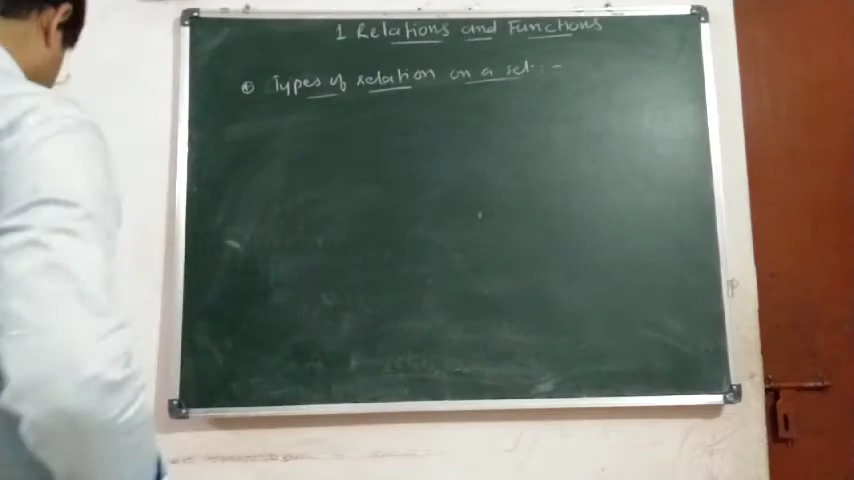 1 Relations and Functions
⊛ Types of relation on a set:-